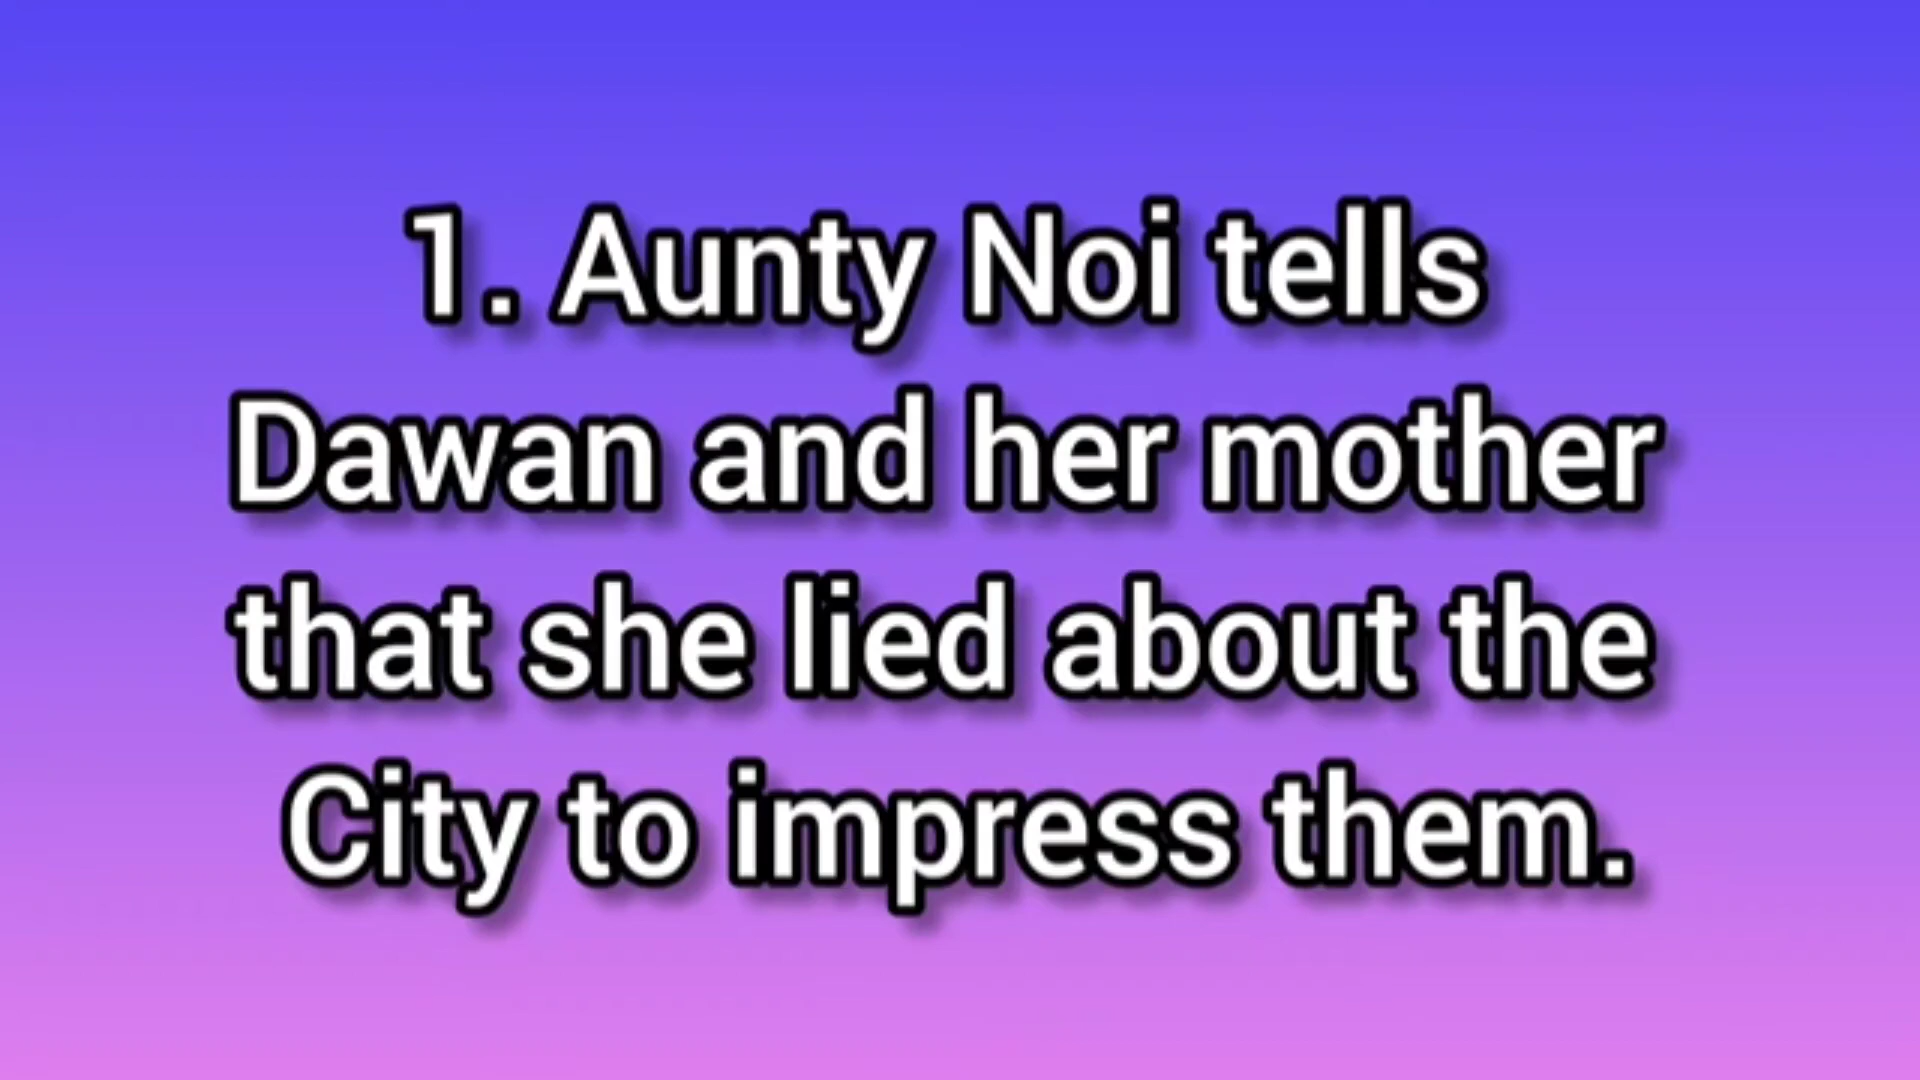 1. Aunty Noi tells
Dawan and her mother
that she lied about the
City to impress them.